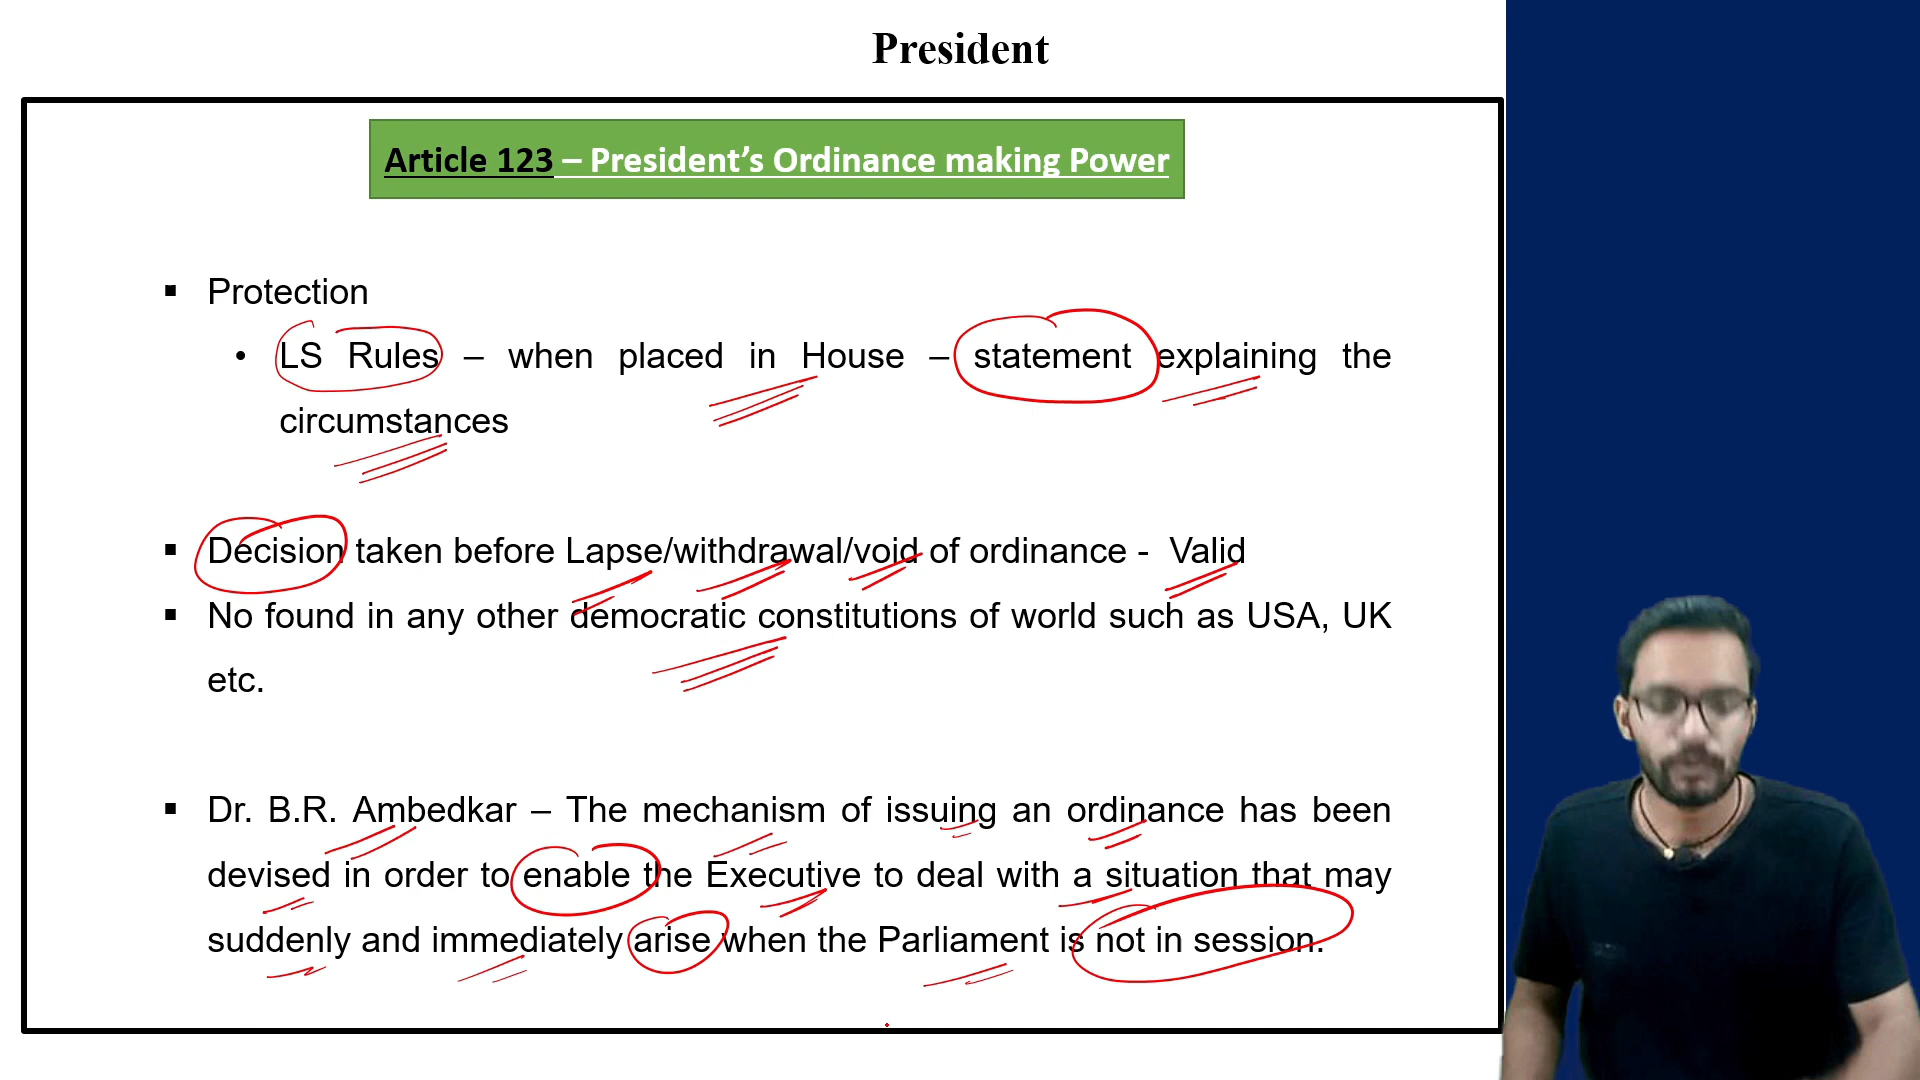 President
Article 123 – President’s Ordinance making Power
▪ Protection
• LS Rules – when placed in House – statement explaining the
circumstances
▪ Decision taken before Lapse/withdrawal/void of ordinance - Valid
▪ No found in any other democratic constitutions of world such as USA, UK
etc.
▪ Dr. B.R. Ambedkar – The mechanism of issuing an ordinance has been
devised in order to enable the Executive to deal with a situation that may
suddenly and immediately arise when the Parliament is not in session.